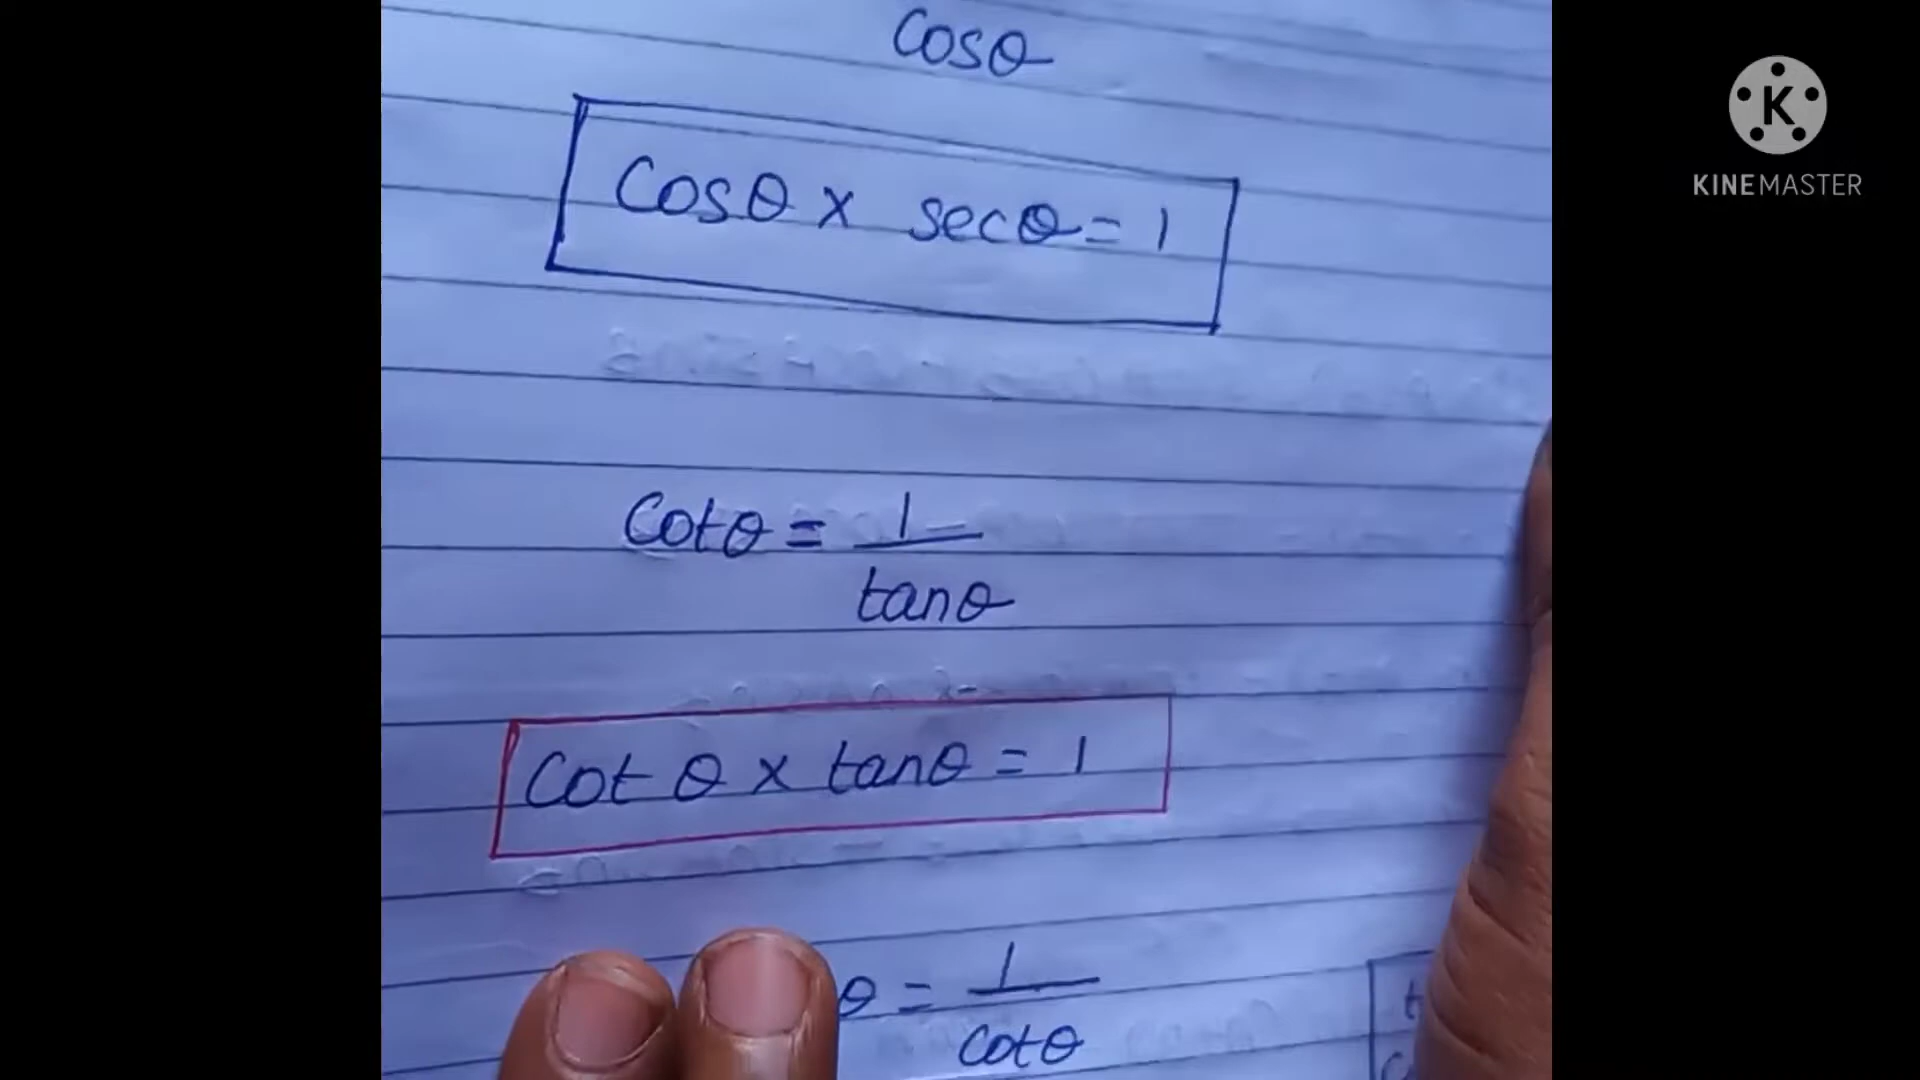 Cosθ
KINEMASTER
Cosθ x secθ = 1
Cotθ = 1/tanθ
Cot θ x tanθ = 1
θ = 1/cotθ